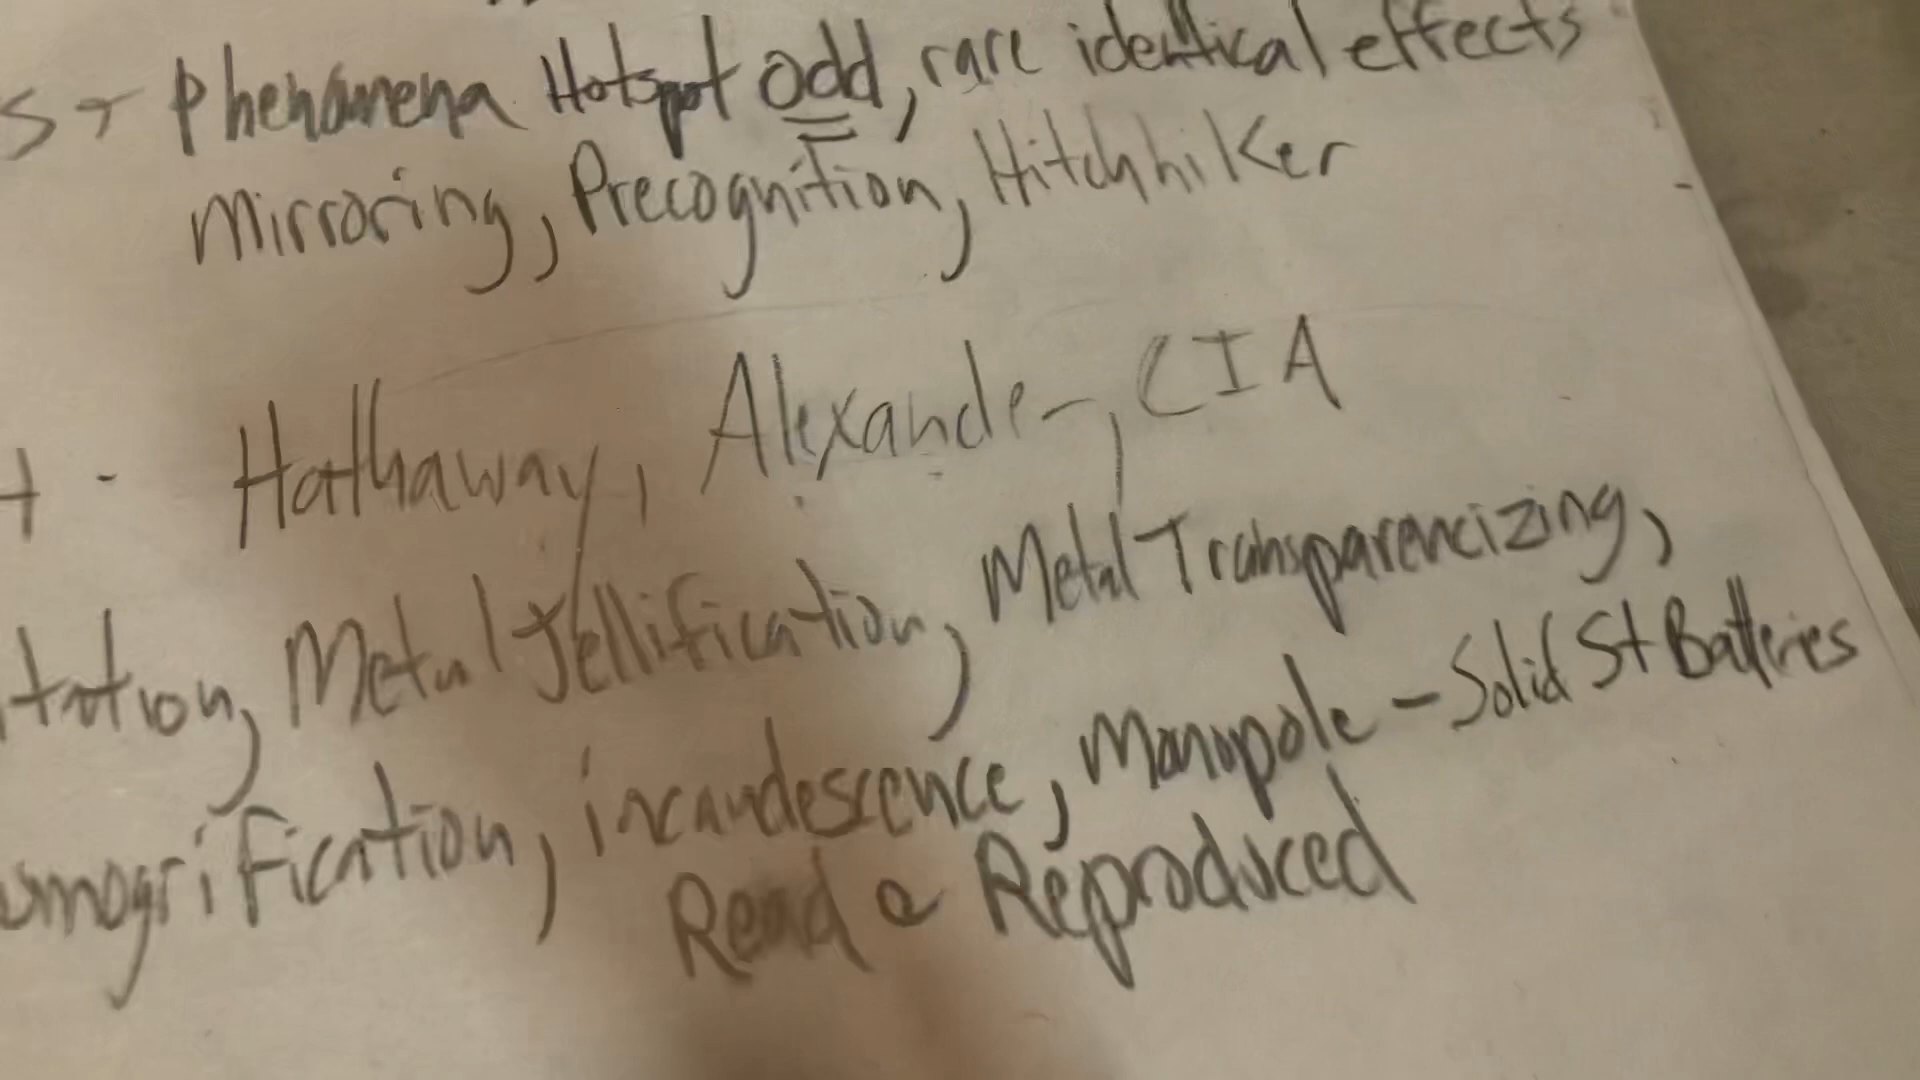 Phenomena Hotspot Odd, rare identical effects
Mirroring, Precognition, Hitchhiker
Hathaway, Alexander, CIA
tation, Metal Jellification, Metal Transparencizing,
mogrification, incandescence, Monopole - Solid St Batteries
Read & Reproduced